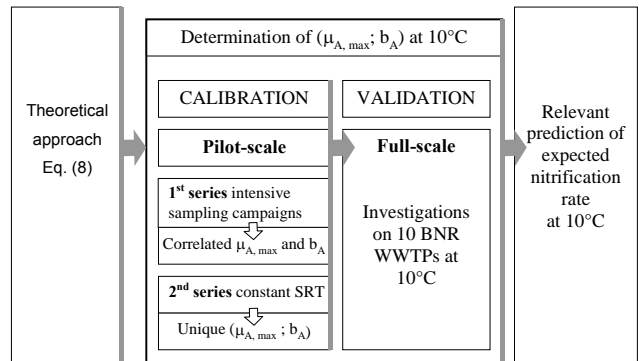 Theoretical
approach
Eq. (8)
Determination of (μA, max; bA) at 10°C
CALIBRATION
Pilot-scale
1st series intensive
sampling campaigns
Correlated μA, max and bA
2nd series constant SRT
Unique (μA, max ; bA)
VALIDATION
Full-scale
Investigations
on 10 BNR
WWTPs at
10°C
Relevant
prediction of
expected
nitrification
rate
at 10°C